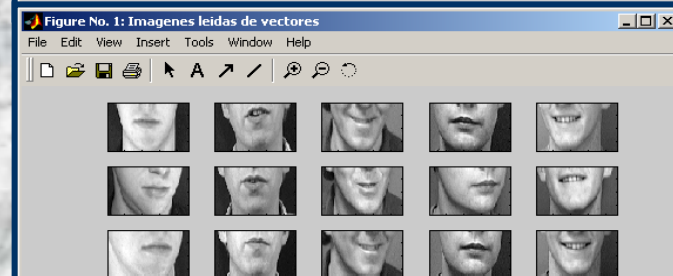 Figure No. 1: Imagenes leidas de vectores
File Edit View Insert Tools Window Help
A